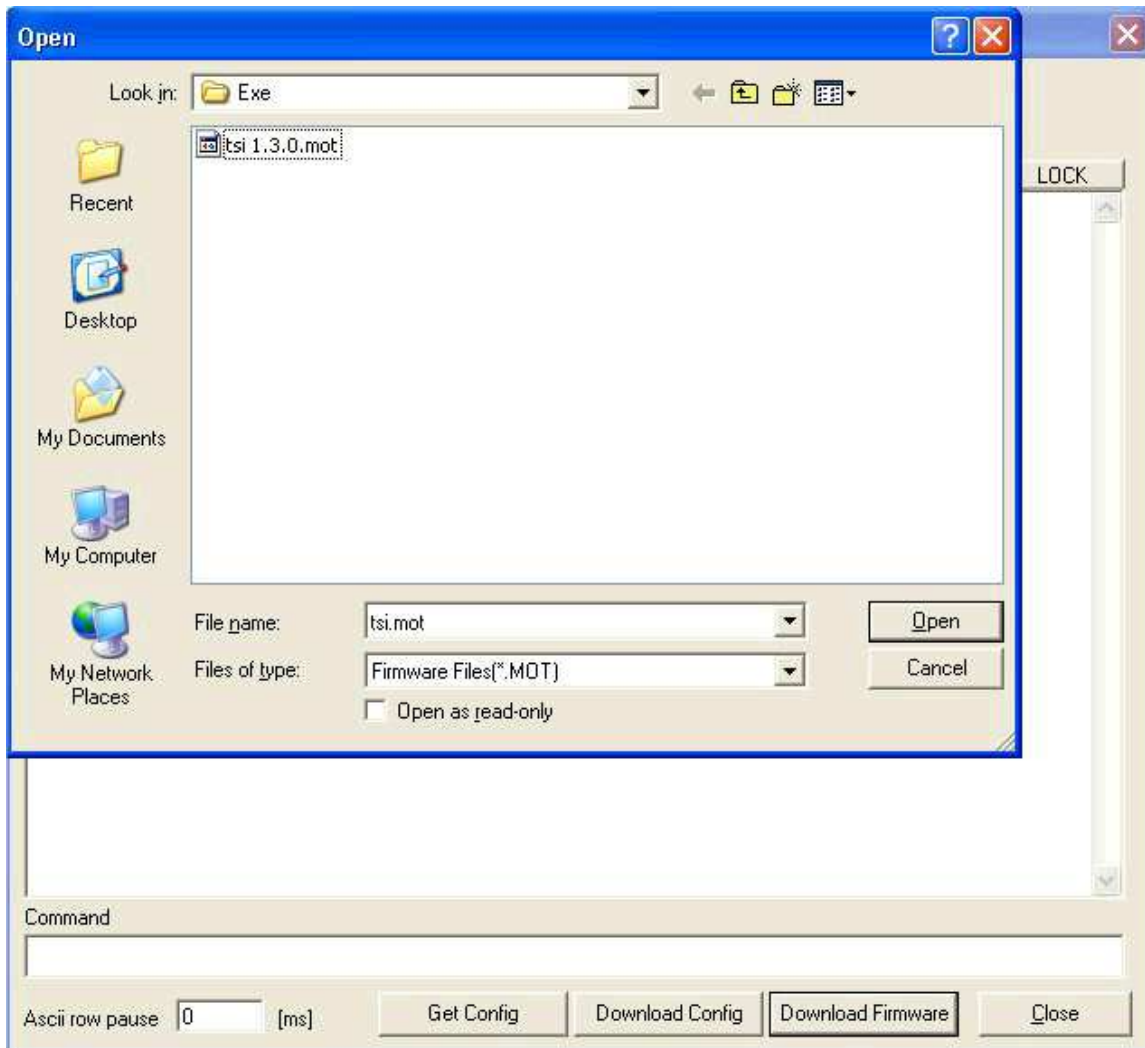 Open
Look in:
Exe
tsi 1.3.0.mot
LOCK
Recent
Desktop
My Documents
My Computer
My Network
Places
File name:
tsi.mot
Open
Files of type:
Firmware Files(*.MOT)
Cancel
Open as read-only
Command
Ascii row pause
0
[ms]
Get Config
Download Config
Download Firmware
Close